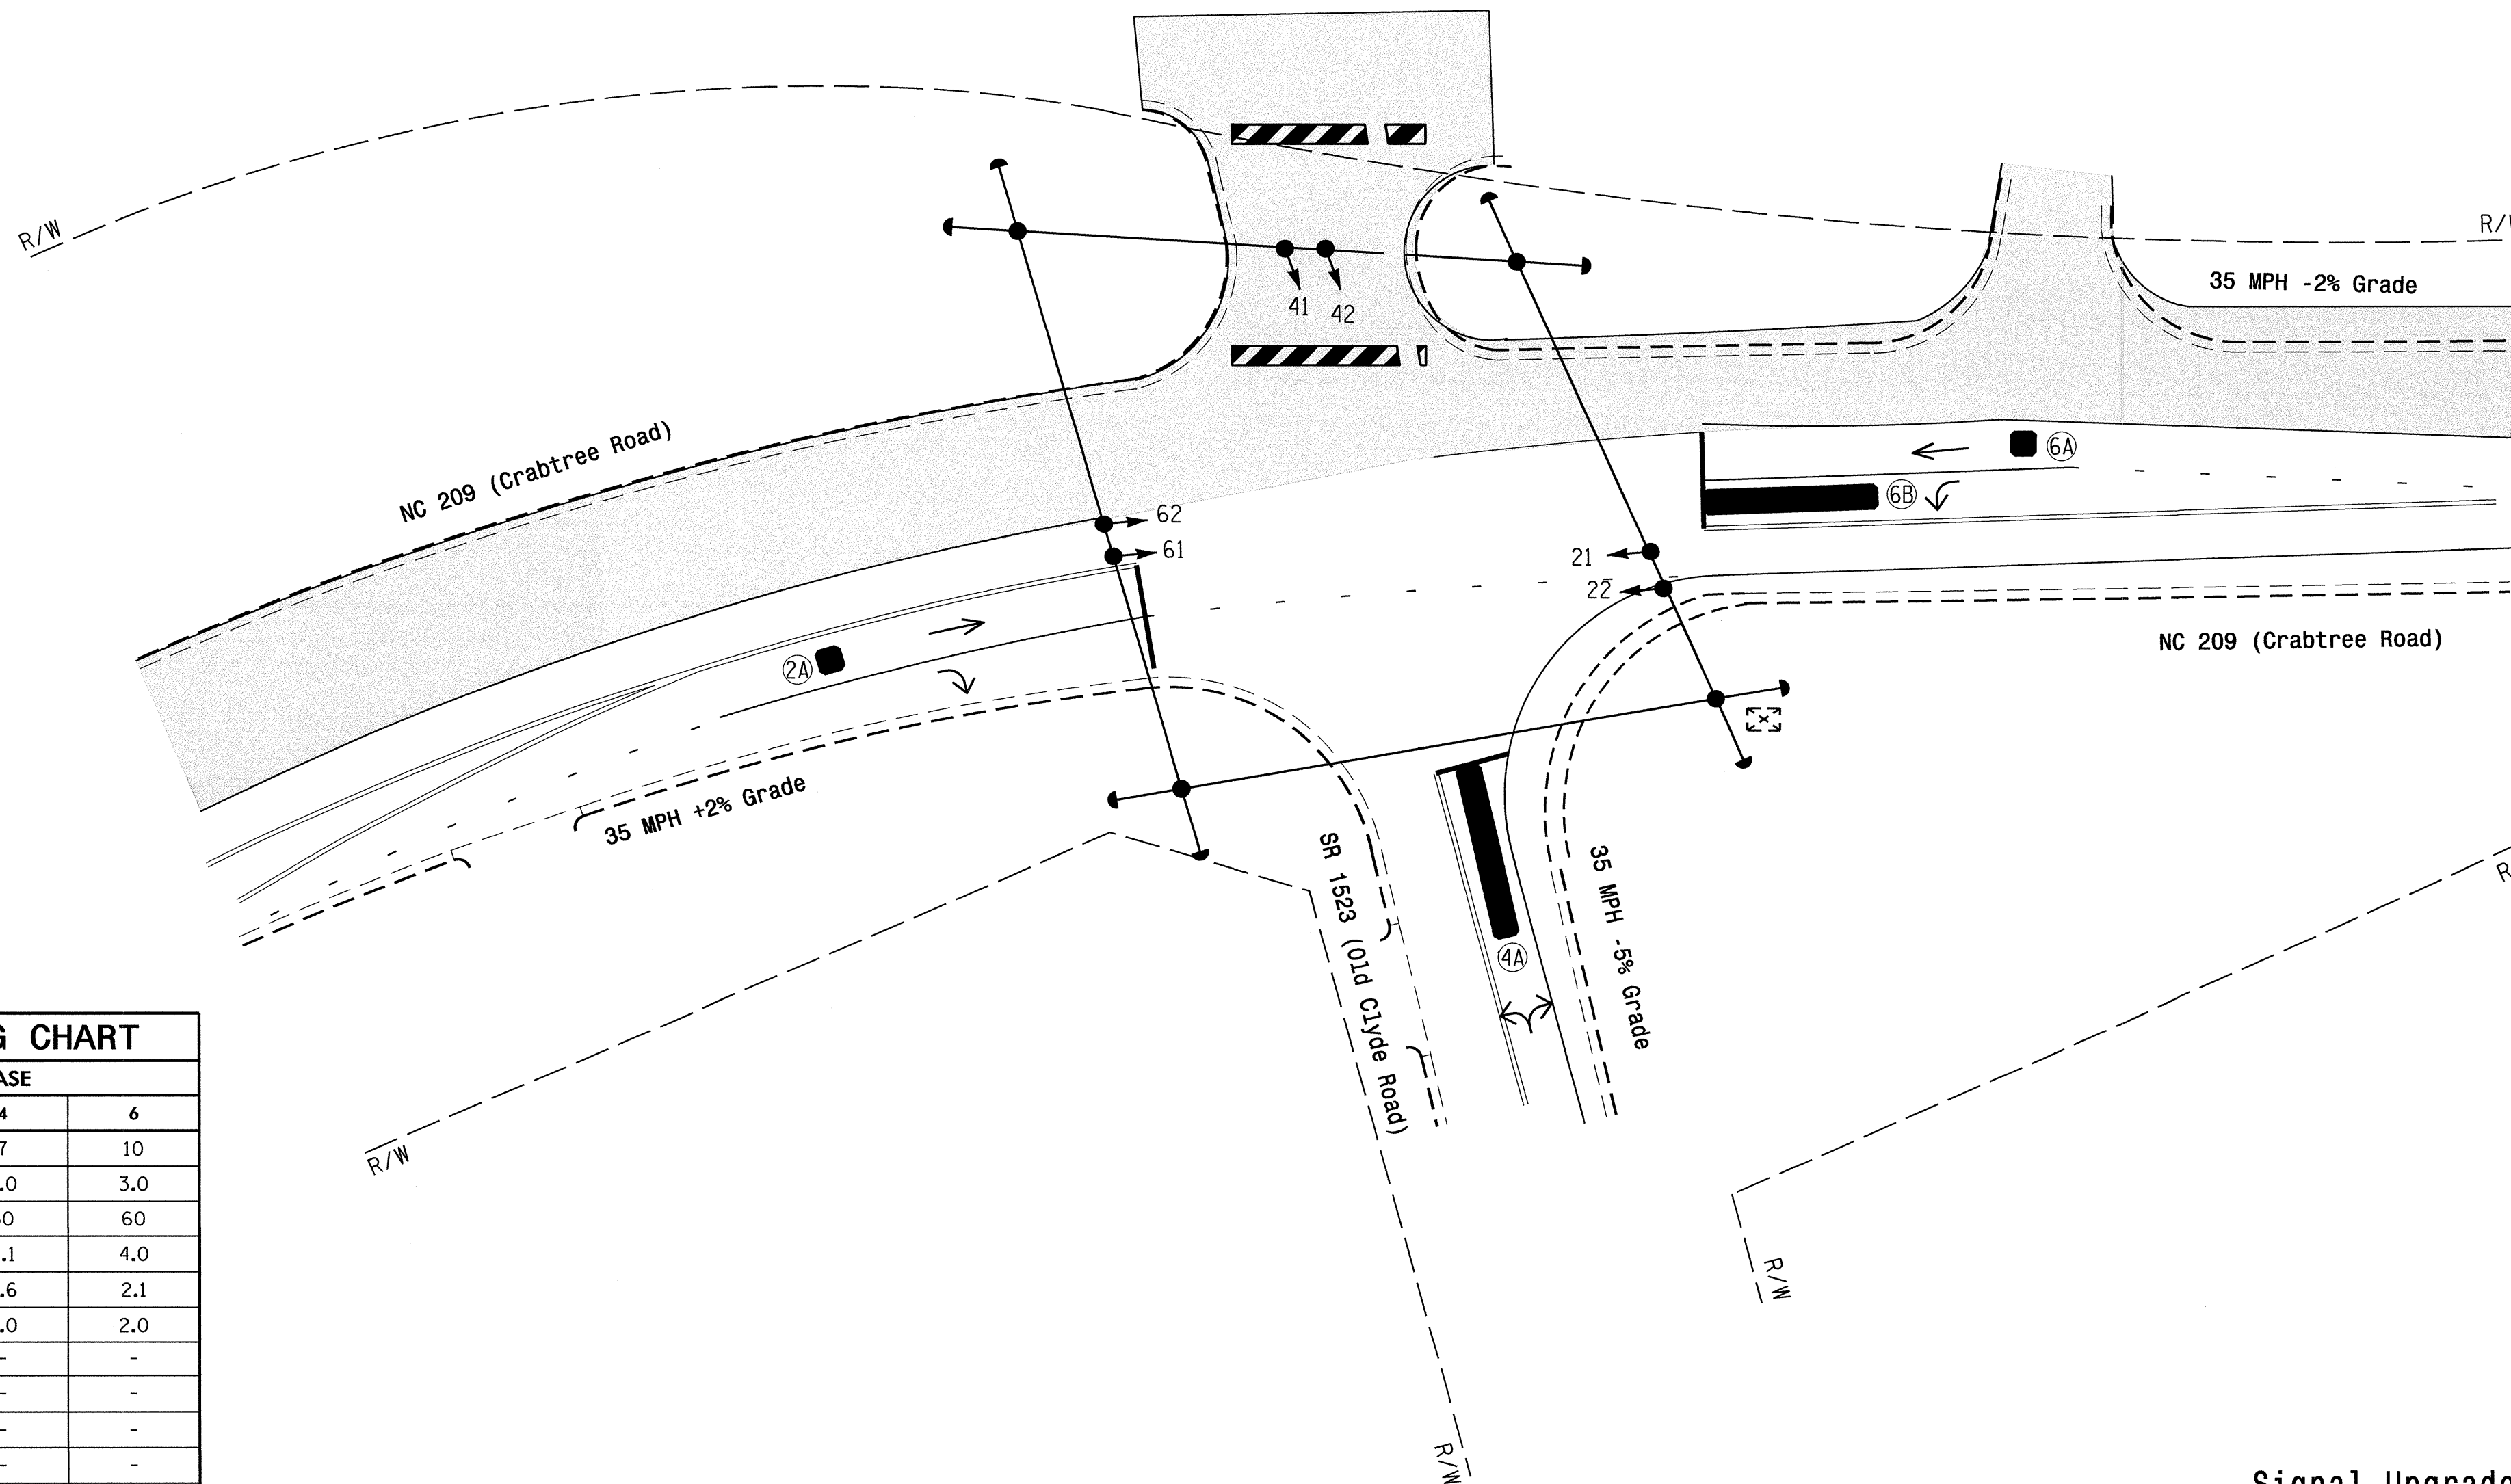 R/W
R/W
35 MPH -2% Grade
41
42
NC 209 (Crabtree Road)
6A
6B
62
61
21
22
NC 209 (Crabtree Road)
2A
35 MPH +2% Grade
SR 1523 (Old Clyde Road)
35 MPH -5% Grade
4A
R/W
R/W
R/W
CHART
4 6
7 10
.0 3.0
60
.1 4.0
.6 2.1
.0 2.0
- -
- -
- -
- -
Signal Upgrade